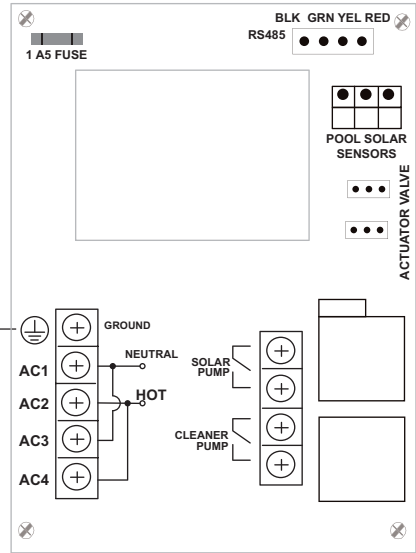 BLK GRN YEL RED
RS485
1 A5 FUSE
POOL SOLAR
SENSORS
ACTUATOR VALVE
GROUND
NEUTRAL
AC1
AC2
HOT
AC3
AC4
SOLAR
PUMP
CLEANER
PUMP